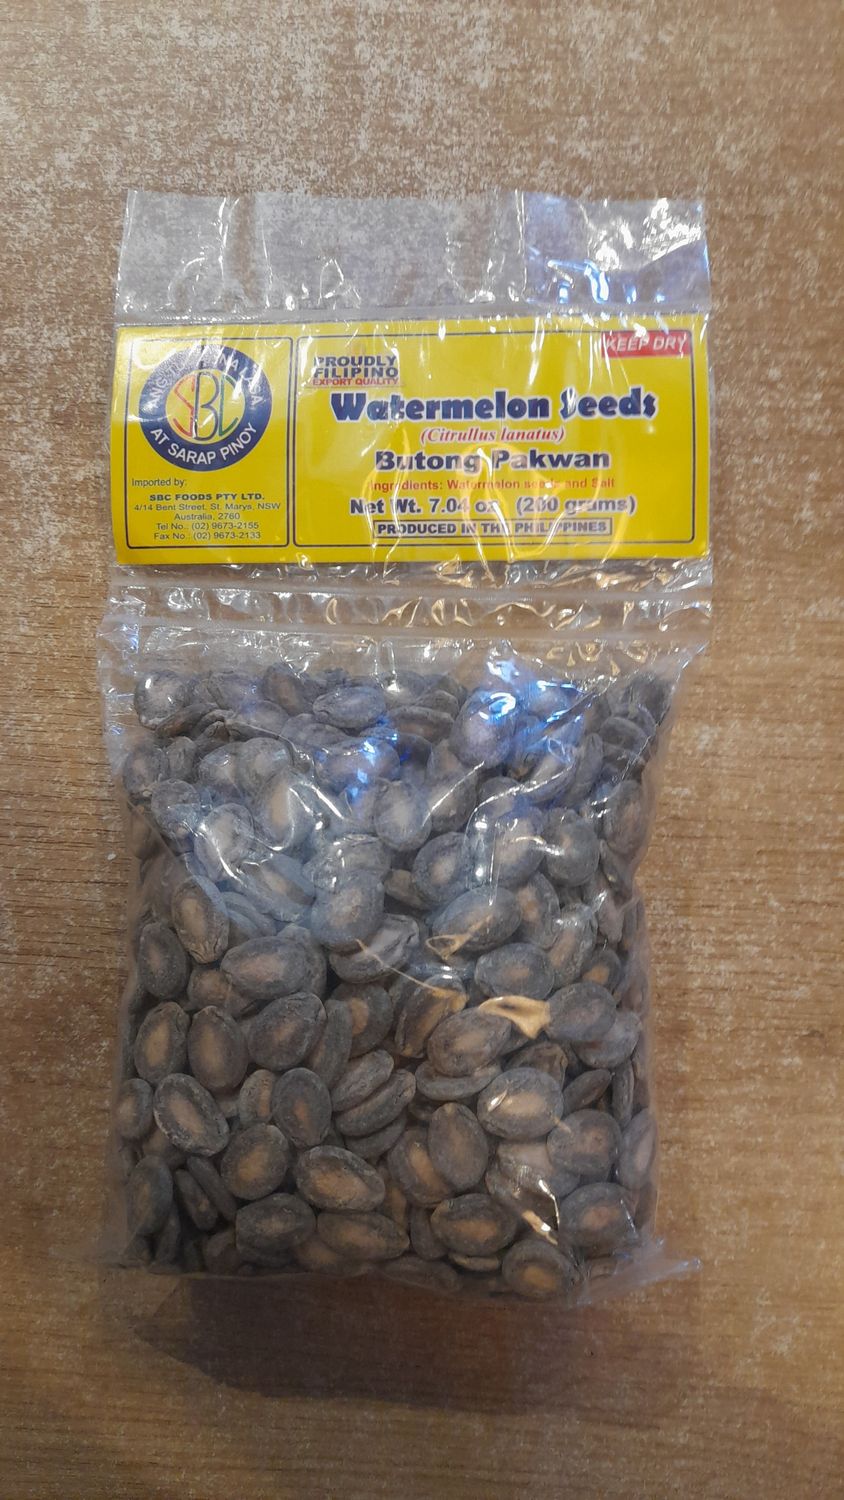 SBC
AT SARAP PINOY
Imported by:
SBC FOODS PTY LTD.
4/14 Bent Street, St. Marys, NSW
Australia, 2760
Tel No.: (02) 9673-2155
Fax No.: (02) 9673-2133
KEEP DRY
PROUDLY
FILIPINO
EXPORT QUALITY
Watermelon Seeds
(Citrullus lanatus)
Butong Pakwan
Ingredients: Watermelon seeds and Salt
Net Wt. 7.04 oz. (200 grams)
PRODUCED IN THE PHILIPPINES